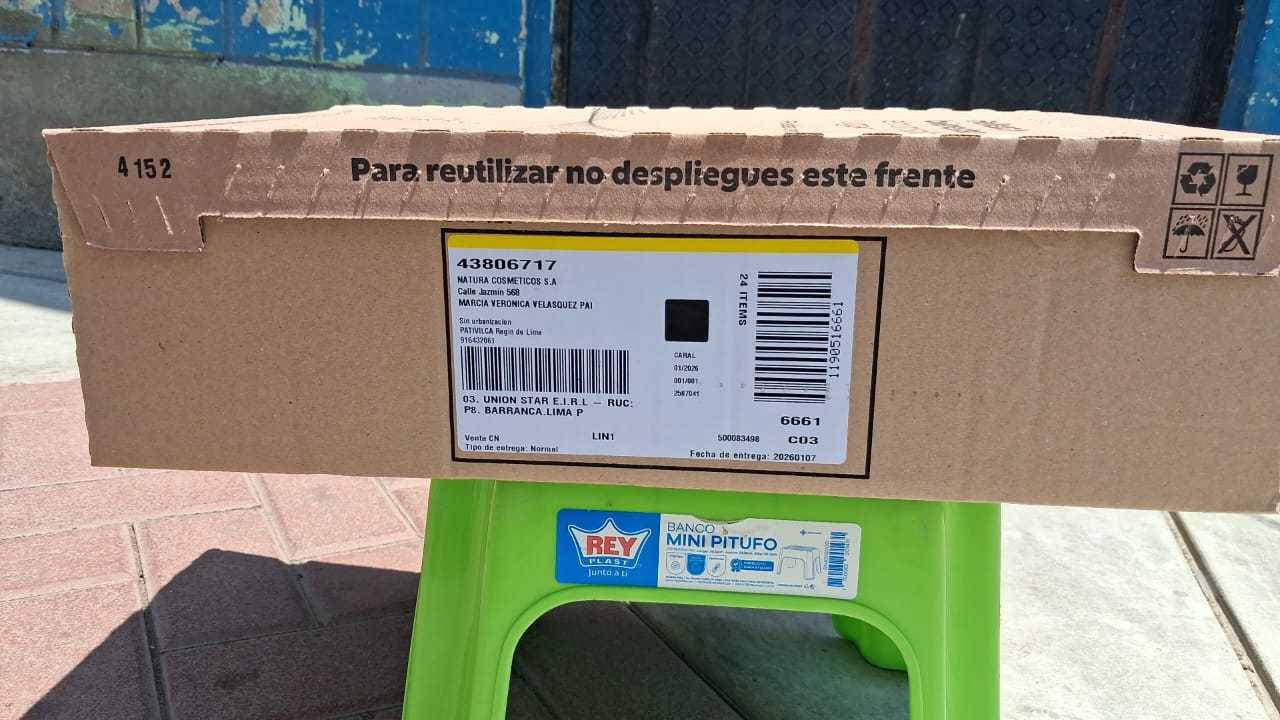 4 152
Para reutilizar no despliegues este frente
43806717
NATURA COSMETICOS S.A
Calle Jazmin 568
MARCIA VERONICA VELASQUEZ PAI
Sin urbanizacion
PATIVILCA Regin de Lima
916432061
24 ITEMS
1190516661
CARAL
01/2026
001/001
2587041
03. UNION STAR E.I.R.L – RUC:
P8. BARRANCA.LIMA P
6661
Venta CN
LIN1
500083498
C03
Tipo de entrega: Normal
Fecha de entrega: 20260107
REY
PLAST
junto a ti
BANCO
MINI PITUFO